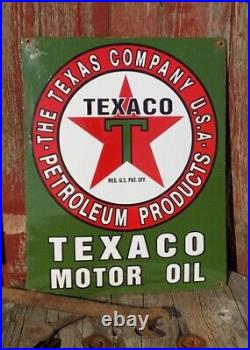 · THE TEXAS COMPANY U.S.A ·
TEXACO
T
REG. U.S. PAT. OFF.
PETROLEUM PRODUCTS
TEXACO
MOTOR OIL